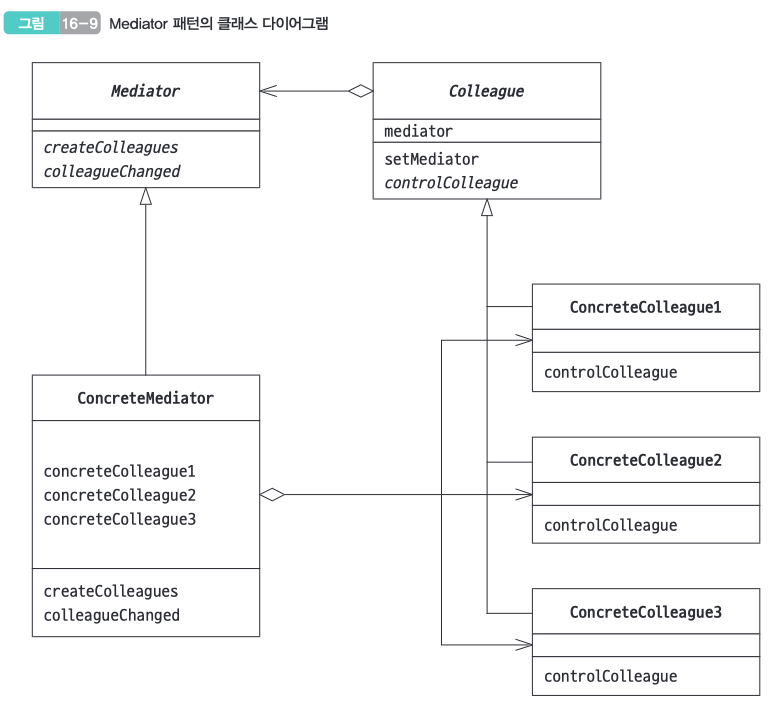 그림 16-9 Mediator 패턴의 클래스 다이어그램
Mediator
createColleagues
colleagueChanged
Colleague
mediator
setMediator
controlColleague
ConcreteColleague1
controlColleague
ConcreteMediator
concreteColleague1
concreteColleague2
concreteColleague3
createColleagues
colleagueChanged
ConcreteColleague2
controlColleague
ConcreteColleague3
controlColleague